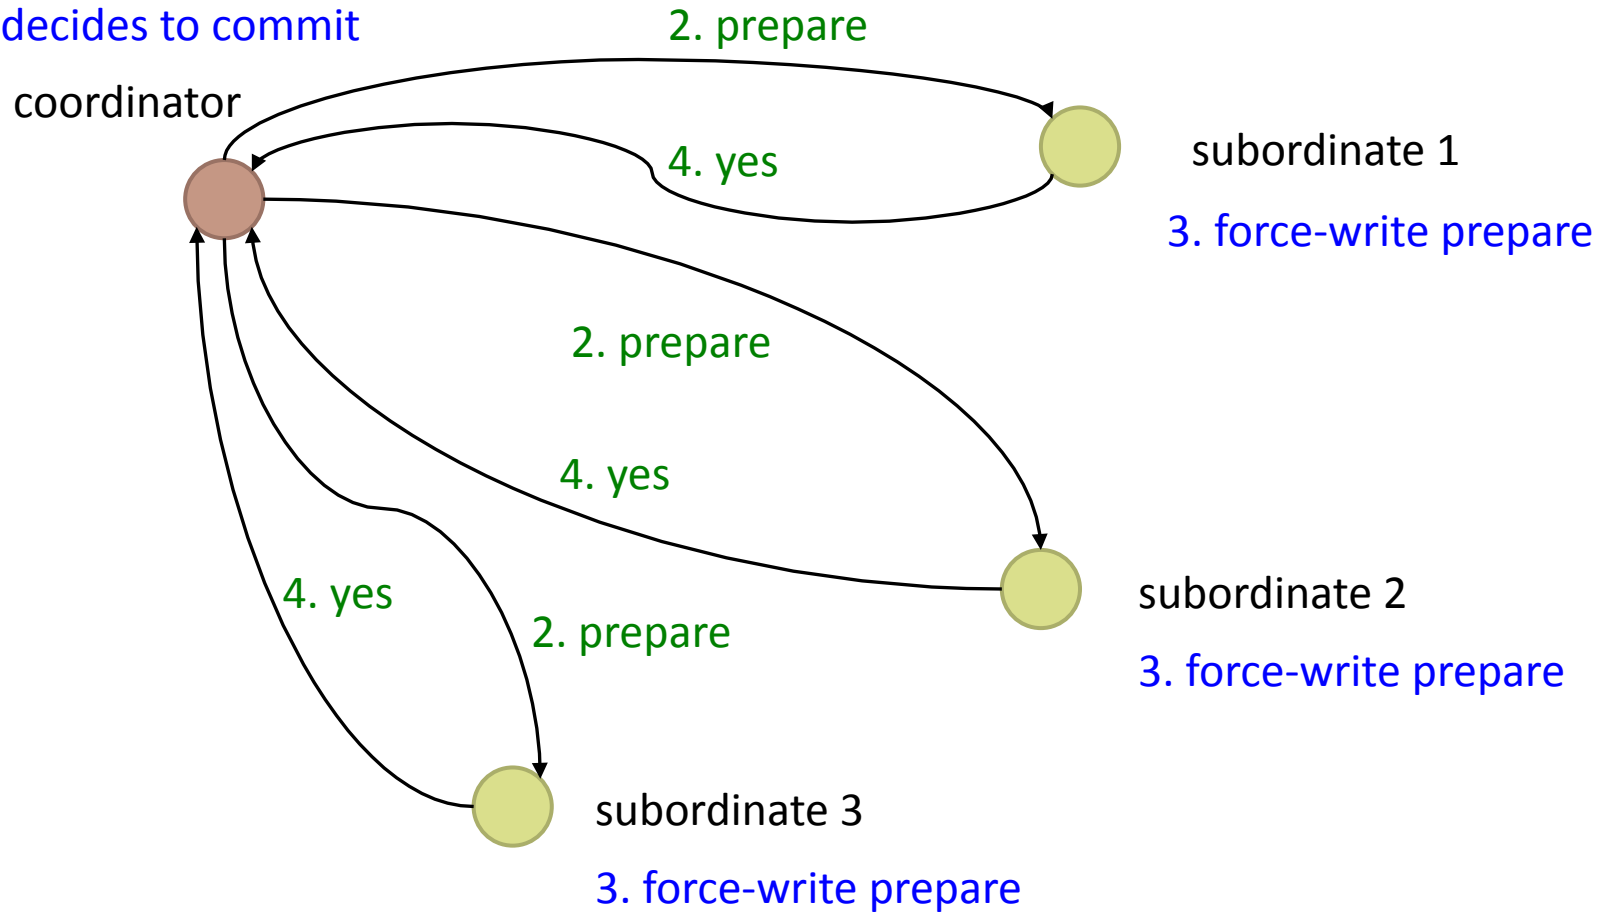 decides to commit
2. prepare
coordinator
4. yes
subordinate 1
3. force-write prepare
2. prepare
4. yes
4. yes
subordinate 2
2. prepare
3. force-write prepare
subordinate 3
3. force-write prepare